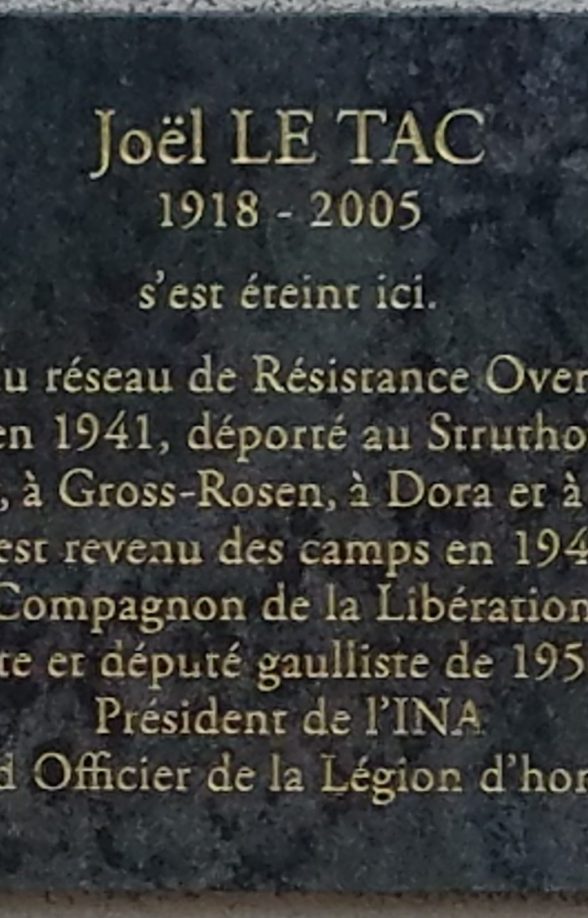 Joël LE TAC
1918 - 2005
s'est éteint ici.
u réseau de Résistance Over
en 1941, déporté au Strutho
, à Gross-Rosen, à Dora et à
est revenu des camps en 194
Compagnon de la Libération
te et député gaulliste de 195
Président de l'INA
d Officier de la Légion d'hon